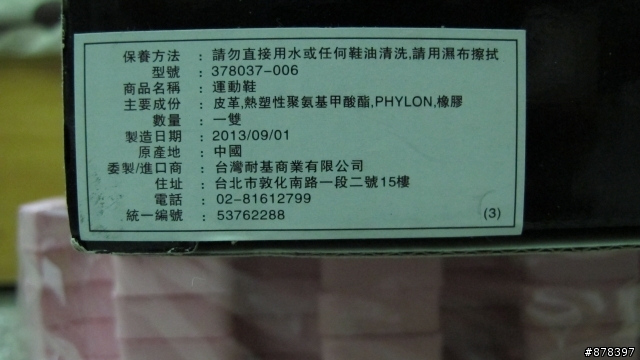 保養方法 : 請勿直接用水或任何鞋油清洗,請用濕布擦拭
型號 : 378037-006
商品名稱 : 運動鞋
主要成份 : 皮革,熱塑性聚氨基甲酸酯,PHYLON,橡膠
數量 : 一雙
製造日期 : 2013/09/01
原產地 : 中國
委製/進口商 : 台灣耐基商業有限公司
住址 : 台北市敦化南路一段二號15樓
電話 : 02-81612799
統一編號 : 53762288
(3)
#878397